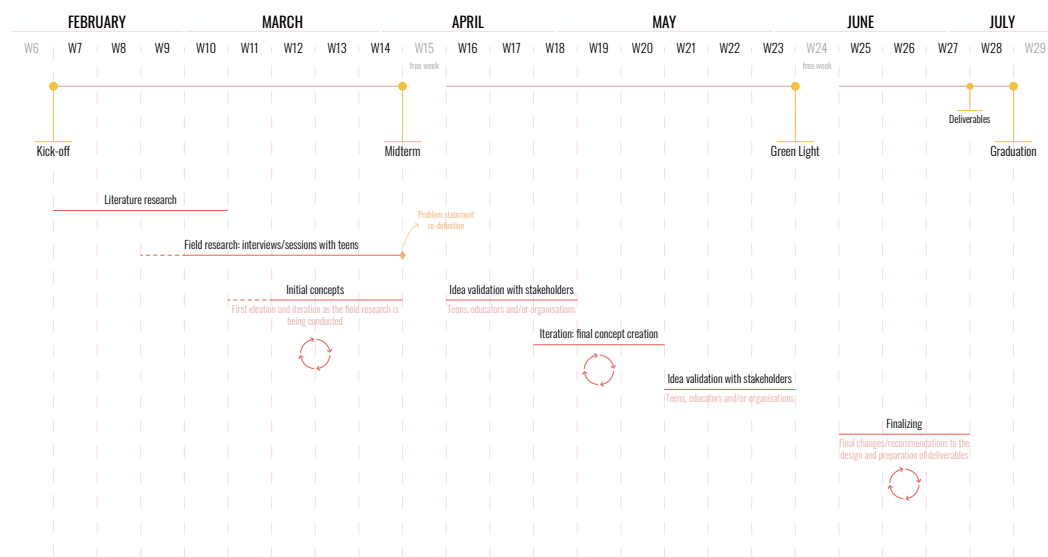 FEBRUARY MARCH APRIL MAY JUNE JULY
W6 W7 W8 W9 W10 W11 W12 W13 W14 W15 W16 W17 W18 W19 W20 W21 W22 W23 W24 W25 W26 W27 W28 W29
free week free week
Deliverables
Kick-off Midterm Green Light Graduation
Literature research
Problem statement
re-definition
Field research: interviews/sessions with teens
Initial concepts
First ideation and iteration as the field research is
being conducted
Idea validation with stakeholders
Teens, educators and/or organisations
Iteration: final concept creation
Idea validation with stakeholders
Teens, educators and/or organisations
Finalizing
Final changes/recommendations to the
design and preparation of deliverables